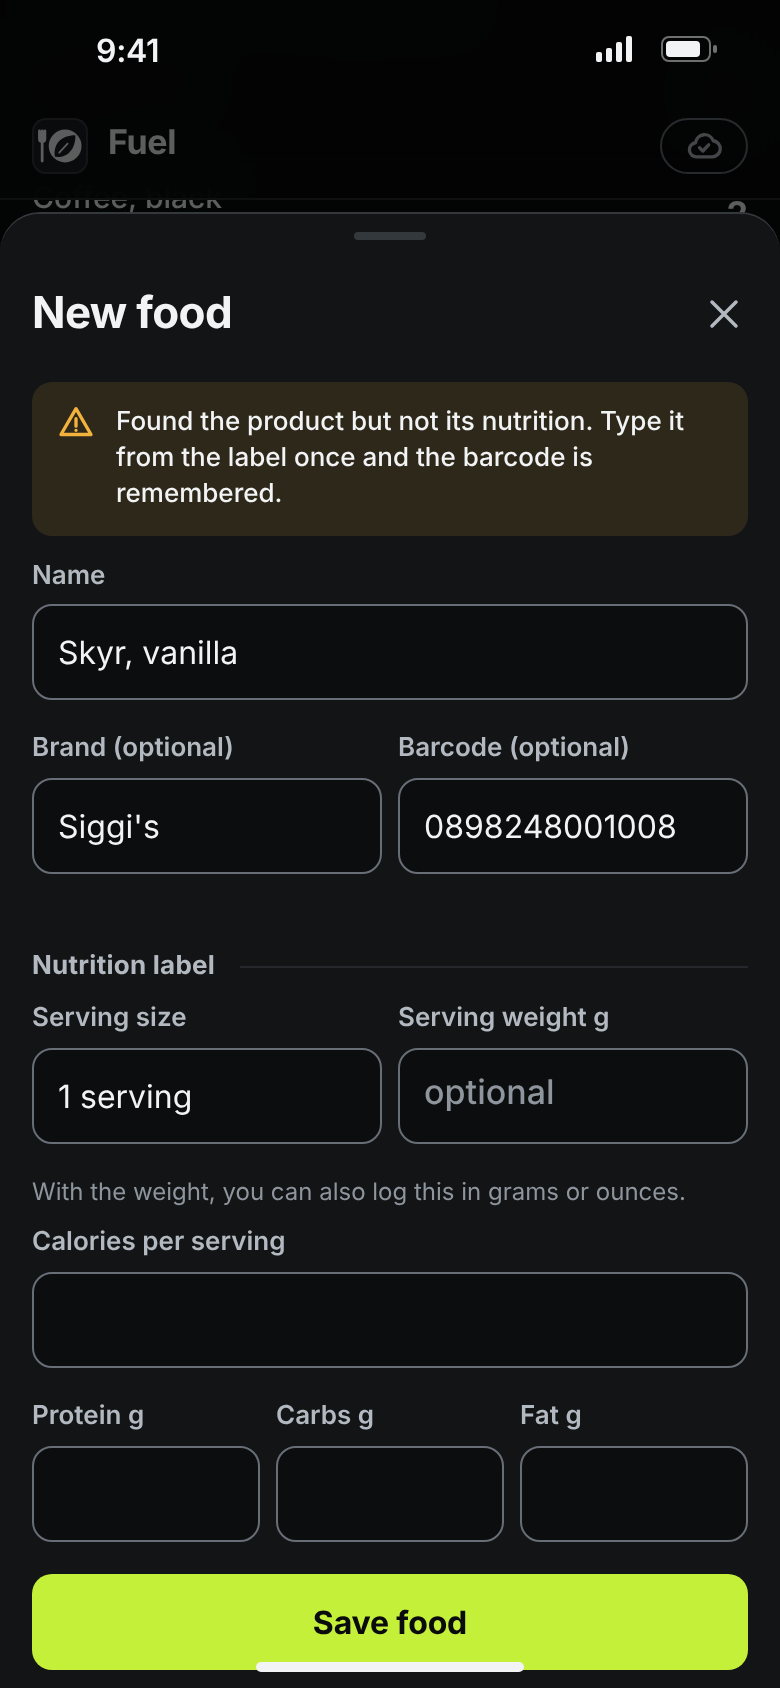 9:41
Fuel
Coffee, black
2
New food
Found the product but not its nutrition. Type it
from the label once and the barcode is
remembered.
Name
Skyr, vanilla
Brand (optional)
Barcode (optional)
Siggi's
0898248001008
Nutrition label
Serving size
Serving weight g
1 serving
optional
With the weight, you can also log this in grams or ounces.
Calories per serving
Protein g
Carbs g
Fat g
Save food